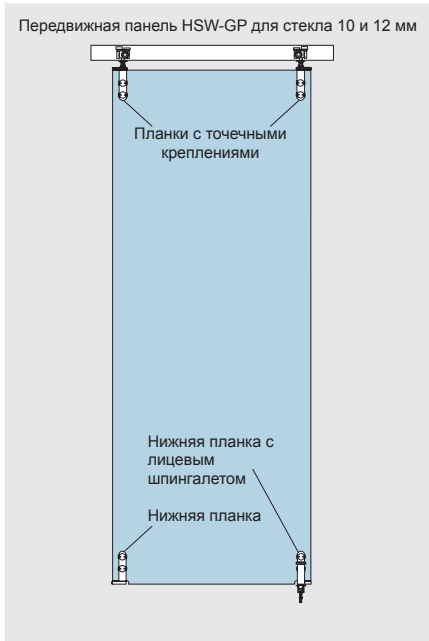 Передвижная панель HSW-GP для стекла 10 и 12 мм
Планки с точечными
креплениями
Нижняя планка с
лицевым
шпингалетом
Нижняя планка